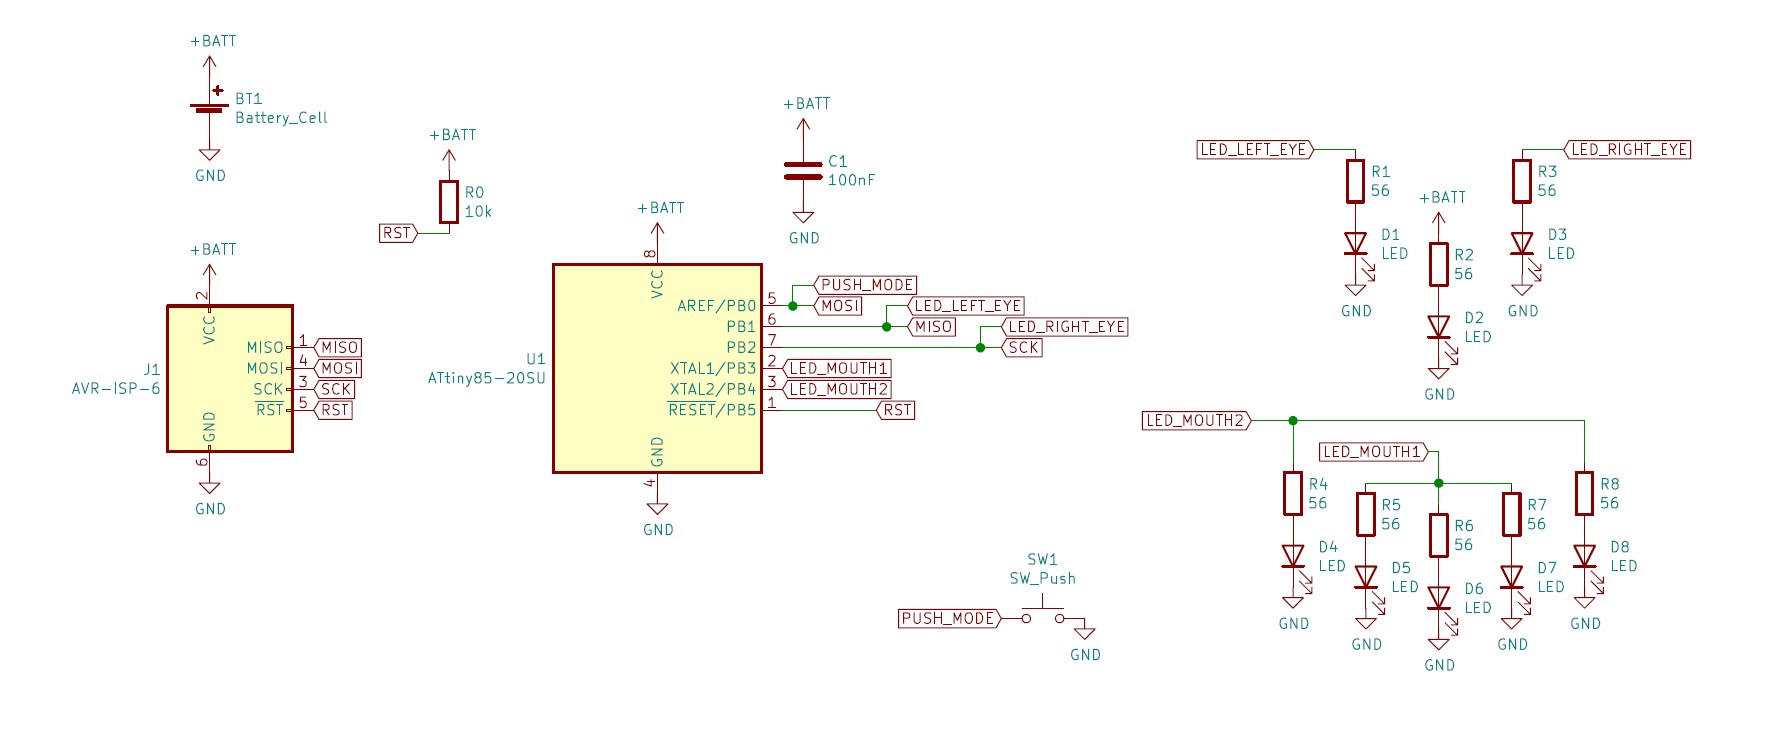 +BATT
BT1
Battery_Cell
GND
+BATT
R0
10k
RST
+BATT
2
VCC
J1
AVR-ISP-6
MISO 1 MISO
MOSI 4 MOSI
SCK 3 SCK
RST 5 RST
GND
6
GND
+BATT
C1
100nF
GND
+BATT
8
VCC
U1
ATtiny85-20SU
AREF/PB0 5
PUSH_MODE
MOSI
PB1 6
LED_LEFT_EYE
MISO
PB2 7
LED_RIGHT_EYE
SCK
XTAL1/PB3 2 LED_MOUTH1
XTAL2/PB4 3 LED_MOUTH2
RESET/PB5 1 RST
GND
4
GND
SW1
SW_Push
PUSH_MODE
GND
LED_LEFT_EYE
R1
56
D1
LED
GND
+BATT
R2
56
D2
LED
GND
LED_RIGHT_EYE
R3
56
D3
LED
GND
LED_MOUTH2
LED_MOUTH1
R4
56
D4
LED
GND
R5
56
D5
LED
GND
R6
56
D6
LED
GND
R7
56
D7
LED
GND
R8
56
D8
LED
GND